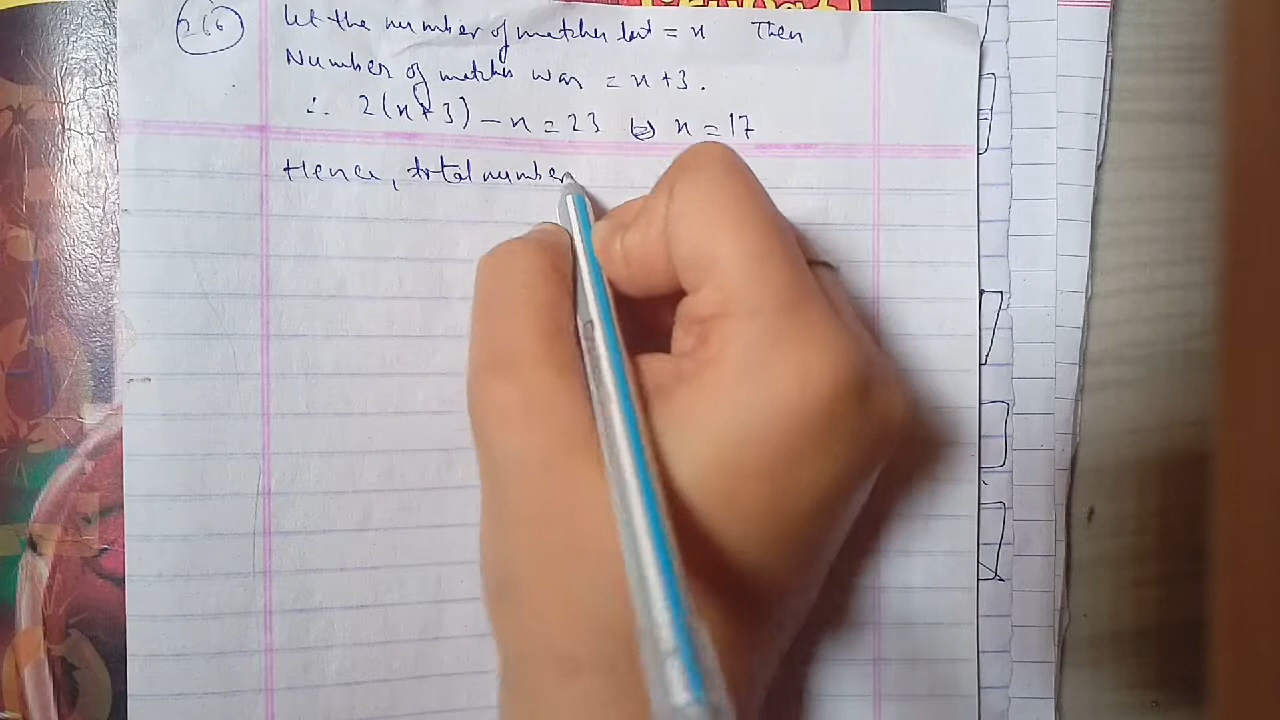 216 let the number of matches lost = x Then
Number of matches won = x+3.
∴ 2(x+3) - x = 23 x = 17
Hence, total number